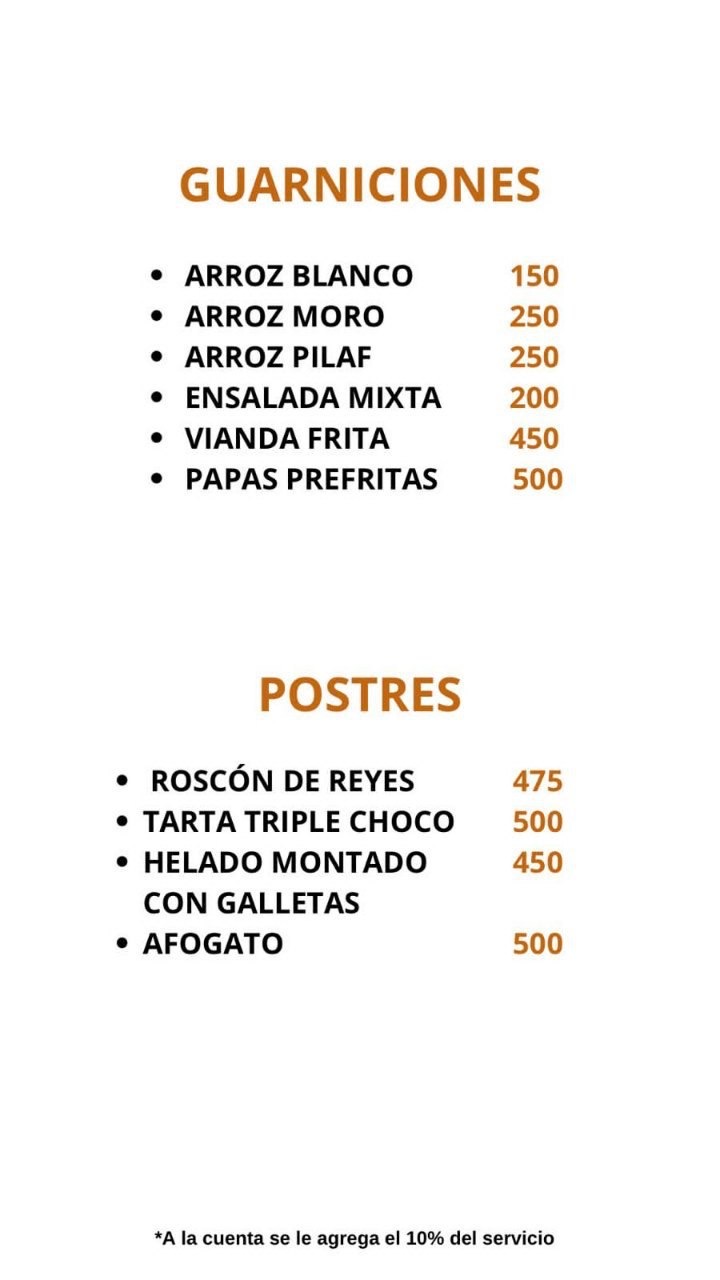 GUARNICIONES
• ARROZ BLANCO 150
• ARROZ MORO 250
• ARROZ PILAF 250
• ENSALADA MIXTA 200
• VIANDA FRITA 450
• PAPAS PREFRITAS 500
POSTRES
• ROSCÓN DE REYES 475
• TARTA TRIPLE CHOCO 500
• HELADO MONTADO 450
CON GALLETAS
• AFOGATO 500
*A la cuenta se le agrega el 10% del servicio